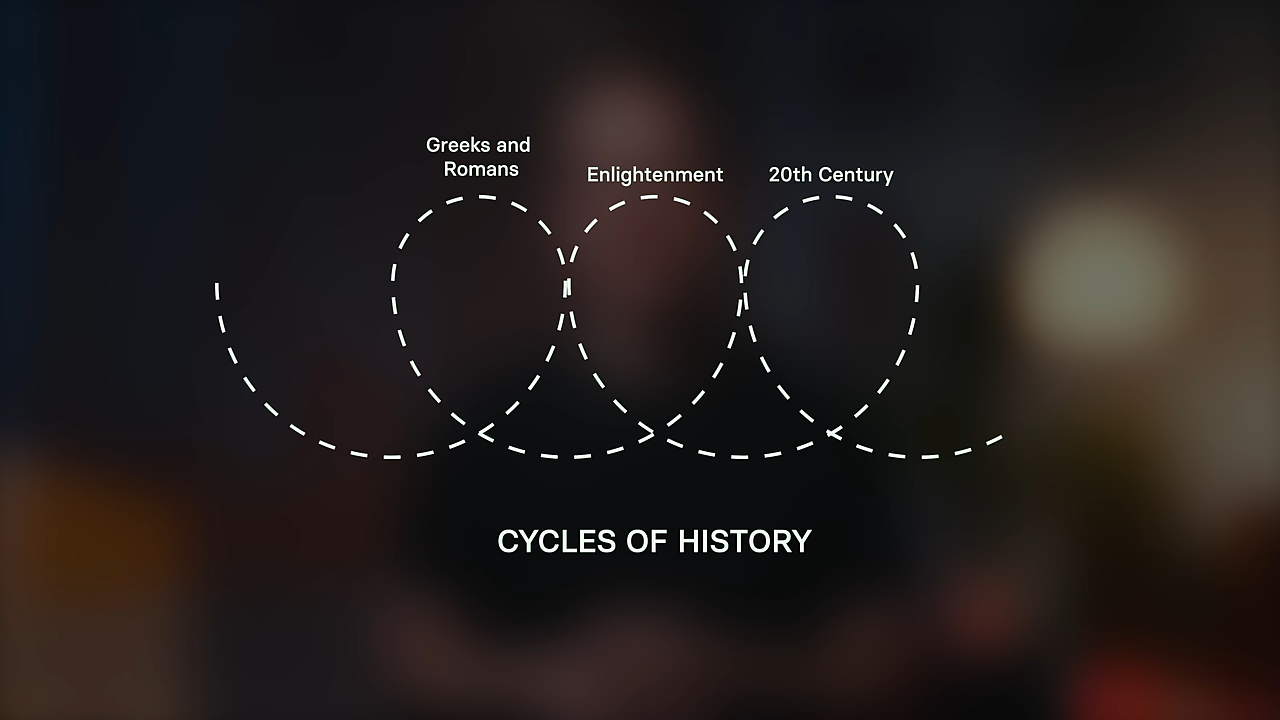 Greeks and
Romans
Enlightenment
20th Century
CYCLES OF HISTORY